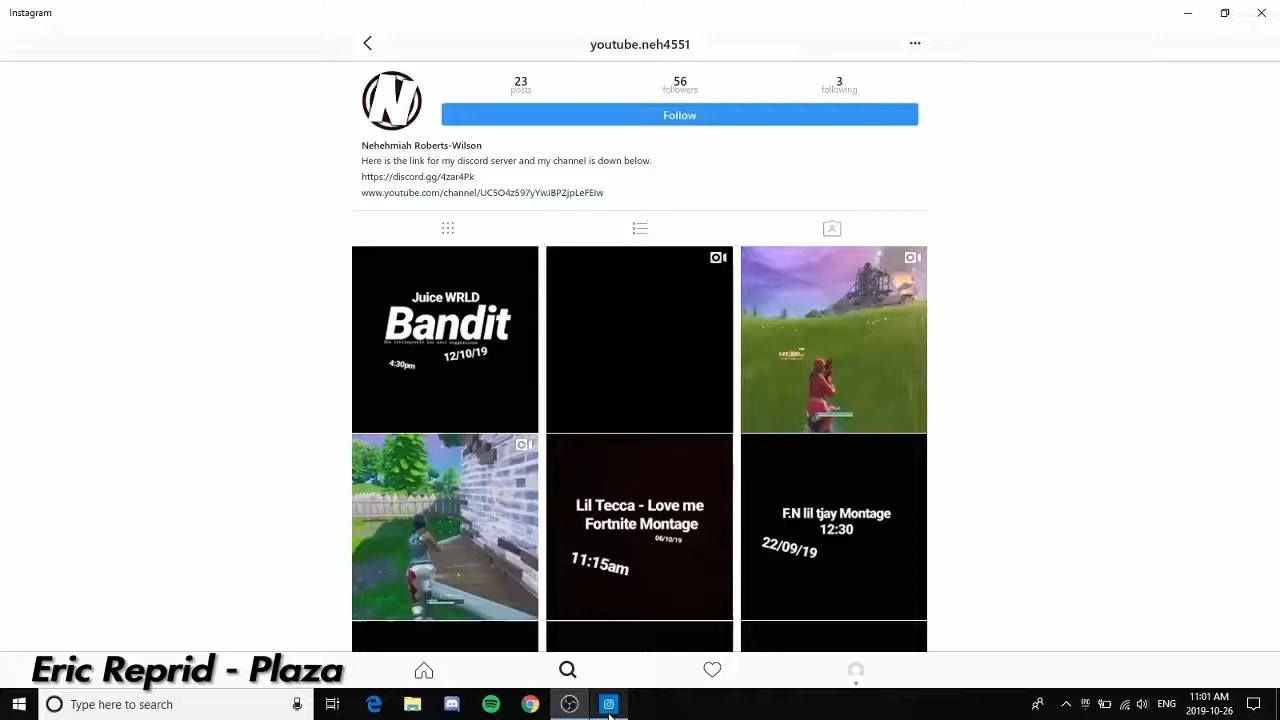 Instagram
youtube.neh4551
23
posts
56
followers
3
following
Follow
Nehehmiah Roberts-Wilson
Here is the link for my discord server and my channel is down below.
https://discord.gg/4zar4Pk
www.youtube.com/channel/UC5O4z597yYwJBPZjpLeFEIw
Juice WRLD
Bandit
4:30pm
12/10/19
Lil Tecca - Love me
Fortnite Montage
06/10/19
11:15am
F.N lil tjay Montage
12:30
22/09/19
Eric Reprid - Plaza
Type here to search
ENG
11:01 AM
2019-10-26